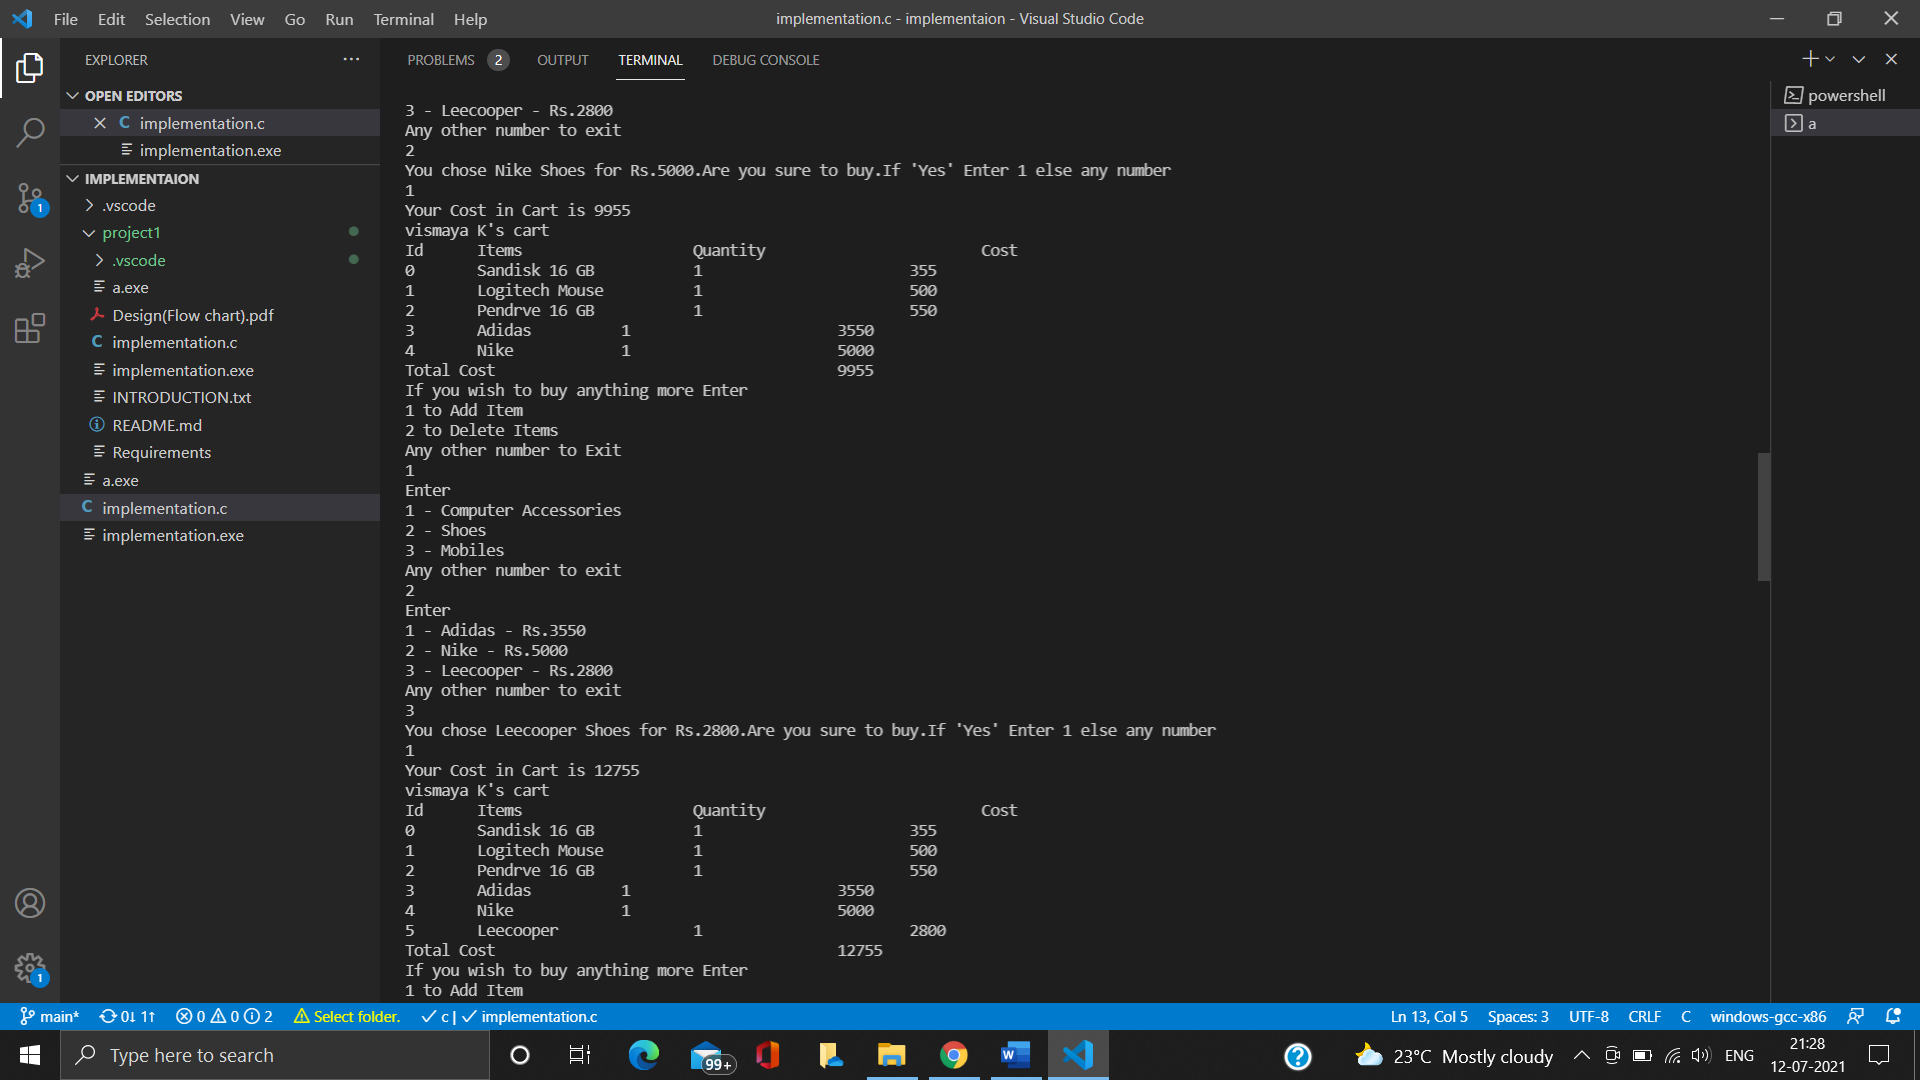 File Edit Selection View Go Run Terminal Help
implementation.c - implementaion - Visual Studio Code
EXPLORER
OPEN EDITORS
C implementation.c
implementation.exe
IMPLEMENTAION
.vscode
project1
.vscode
a.exe
Design(Flow chart).pdf
C implementation.c
implementation.exe
INTRODUCTION.txt
README.md
Requirements
a.exe
C implementation.c
implementation.exe
1
1
PROBLEMS 2 OUTPUT TERMINAL DEBUG CONSOLE
3 - Leecooper - Rs.2800
Any other number to exit
2
You chose Nike Shoes for Rs.5000.Are you sure to buy.If 'Yes' Enter 1 else any number
1
Your Cost in Cart is 9955
vismaya K's cart
Id Items Quantity Cost
0 Sandisk 16 GB 1 355
1 Logitech Mouse 1 500
2 Pendrve 16 GB 1 550
3 Adidas 1 3550
4 Nike 1 5000
Total Cost 9955
If you wish to buy anything more Enter
1 to Add Item
2 to Delete Items
Any other number to Exit
1
Enter
1 - Computer Accessories
2 - Shoes
3 - Mobiles
Any other number to exit
2
Enter
1 - Adidas - Rs.3550
2 - Nike - Rs.5000
3 - Leecooper - Rs.2800
Any other number to exit
3
You chose Leecooper Shoes for Rs.2800.Are you sure to buy.If 'Yes' Enter 1 else any number
1
Your Cost in Cart is 12755
vismaya K's cart
Id Items Quantity Cost
0 Sandisk 16 GB 1 355
1 Logitech Mouse 1 500
2 Pendrve 16 GB 1 550
3 Adidas 1 3550
4 Nike 1 5000
5 Leecooper 1 2800
Total Cost 12755
If you wish to buy anything more Enter
1 to Add Item
powershell
a
main* 0↓ 1↑ 0 0 2 Select folder. c | implementation.c
Ln 13, Col 5 Spaces: 3 UTF-8 CRLF C windows-gcc-x86
Type here to search
99+
23°C Mostly cloudy
ENG
21:28
12-07-2021